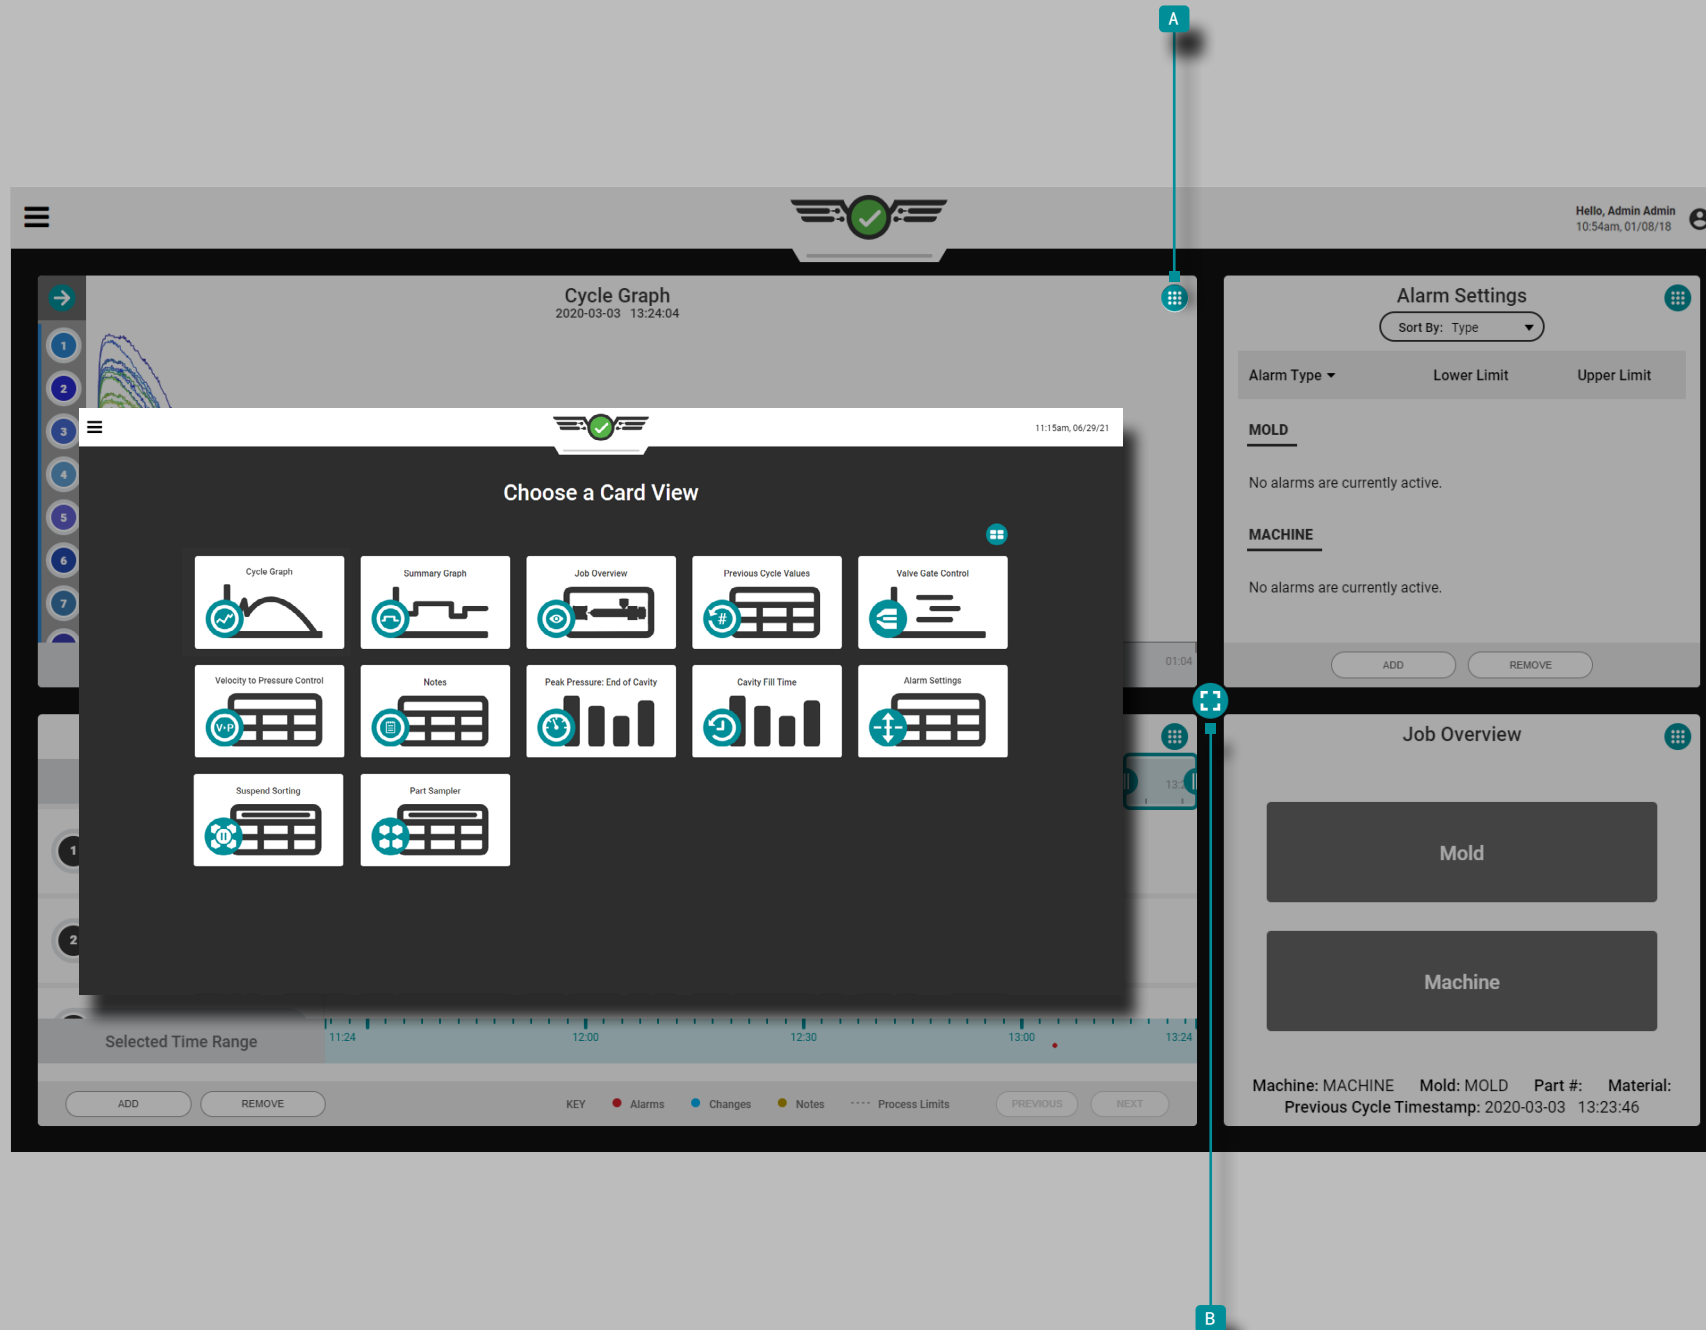 A
Hello, Admin Admin
10:54am, 01/08/18
Cycle Graph
2020-03-03 13:24:04
1
2
3
4
5
6
7
01:04
Alarm Settings
Sort By: Type
Alarm Type Lower Limit Upper Limit
MOLD
No alarms are currently active.
MACHINE
No alarms are currently active.
ADD REMOVE
11:15am, 06/29/21
Choose a Card View
Cycle Graph
Summary Graph
Job Overview
Previous Cycle Values
#
Valve Gate Control
Velocity to Pressure Control
V›P
Notes
Peak Pressure: End of Cavity
Cavity Fill Time
Alarm Settings
Suspend Sorting
Part Sampler
1
2
Selected Time Range
11:24 12:00 12:30 13:00 13:24
ADD REMOVE
KEY Alarms Changes Notes Process Limits
PREVIOUS NEXT
Job Overview
Mold
Machine
Machine: MACHINE Mold: MOLD Part #: Material:
Previous Cycle Timestamp: 2020-03-03 13:23:46
B